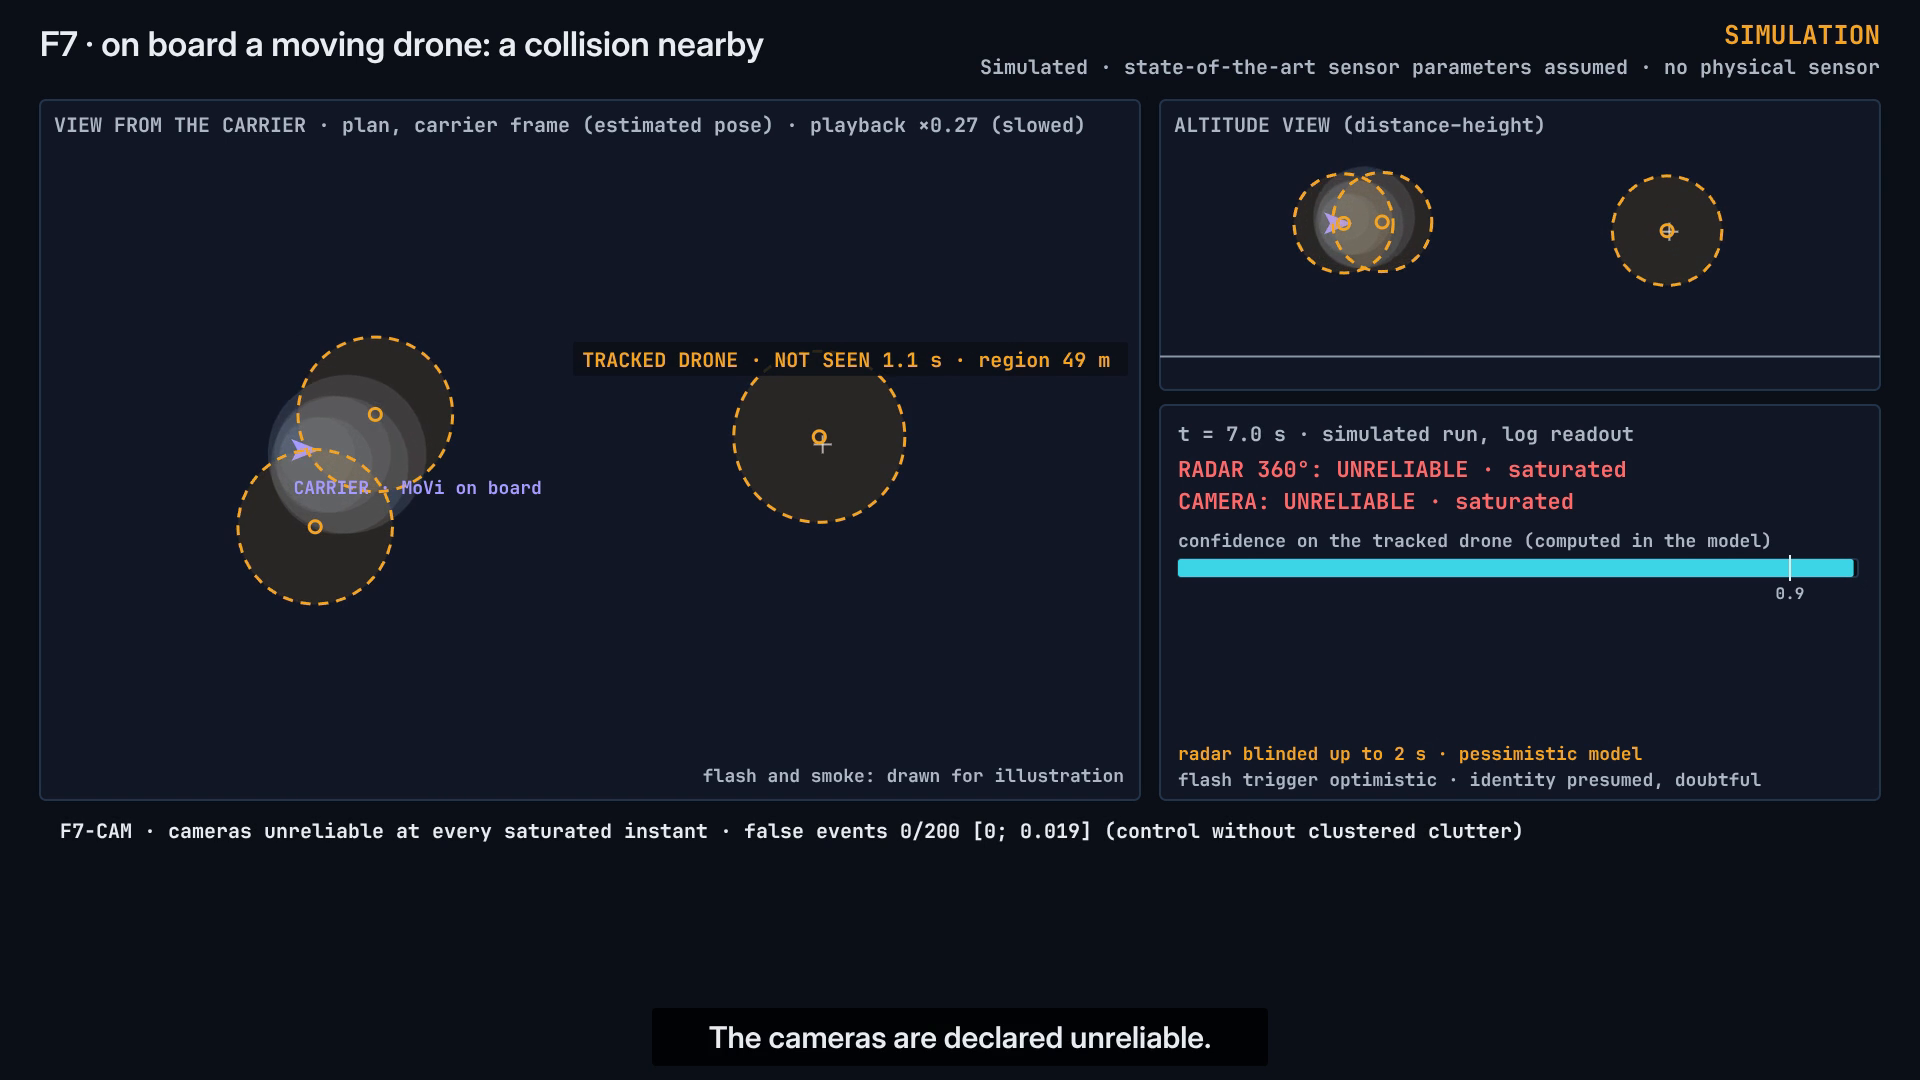 F7 · on board a moving drone: a collision nearby
SIMULATION
Simulated · state-of-the-art sensor parameters assumed · no physical sensor
VIEW FROM THE CARRIER · plan, carrier frame (estimated pose) · playback ×0.27 (slowed)
TRACKED DRONE · NOT SEEN 1.1 s · region 49 m
CARRIER · MoVi on board
flash and smoke: drawn for illustration
ALTITUDE VIEW (distance-height)
t = 7.0 s · simulated run, log readout
RADAR 360°: UNRELIABLE · saturated
CAMERA: UNRELIABLE · saturated
confidence on the tracked drone (computed in the model)
0.9
radar blinded up to 2 s · pessimistic model
flash trigger optimistic · identity presumed, doubtful
F7-CAM · cameras unreliable at every saturated instant · false events 0/200 [0; 0.019] (control without clustered clutter)
The cameras are declared unreliable.